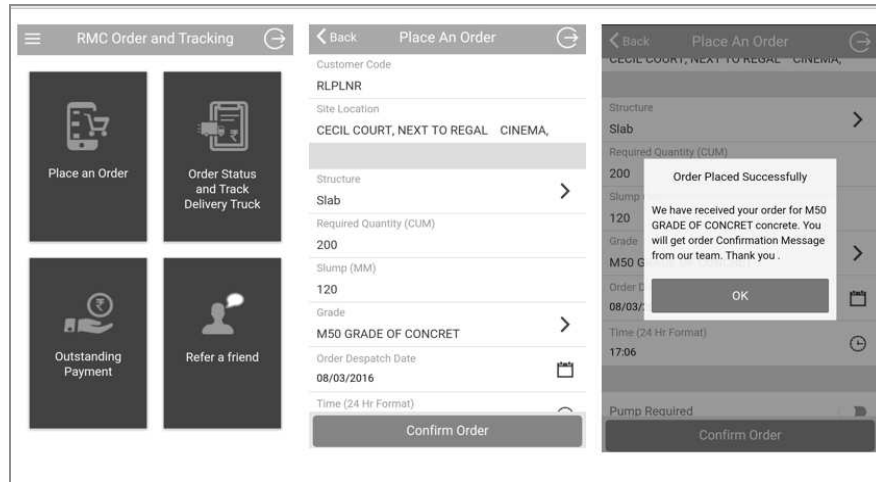 RMC Order and Tracking
Place an Order
Order Status
and Track
Delivery Truck
Outstanding
Payment
Refer a friend
Back Place An Order
Customer Code
RLPLNR
Site Location
CECIL COURT, NEXT TO REGAL CINEMA,
Structure
Slab
Required Quantity (CUM)
200
Slump (MM)
120
Grade
M50 GRADE OF CONCRET
Order Despatch Date
08/03/2016
Time (24 Hr Format)
Confirm Order
Back Place An Order
CECIL COURT, NEXT TO REGAL CINEMA,
Structure
Slab
Required Quantity (CUM)
200
Slump
120
Grade
M50 G
Order D
08/03/
Time (24 Hr Format)
17:06
Pump Required
Confirm Order
Order Placed Successfully
We have received your order for M50
GRADE OF CONCRET concrete. You
will get order Confirmation Message
from our team. Thank you .
OK